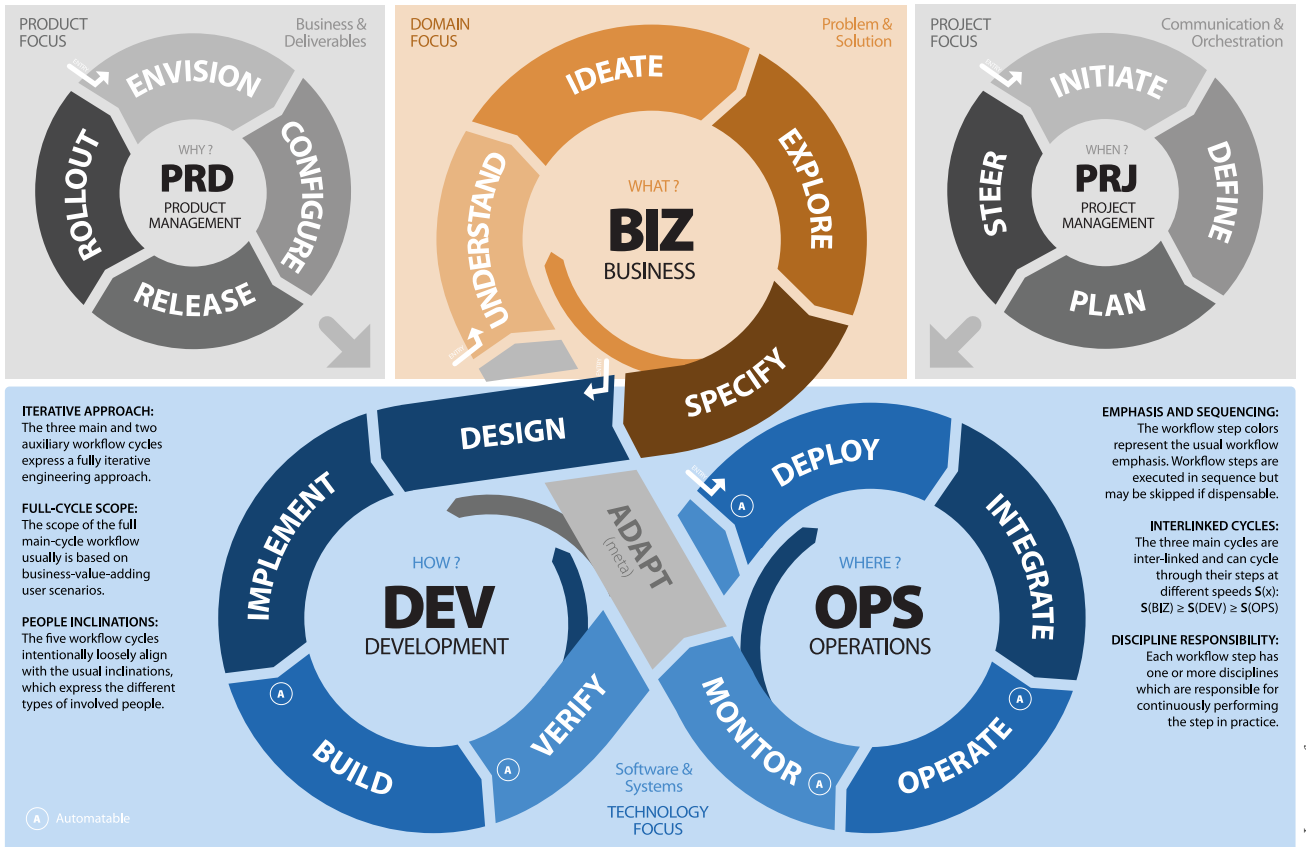 PRODUCT
FOCUS
Business &
Deliverables
ENTRY
ENVISION
CONFIGURE
RELEASE
ROLLOUT
WHY ?
PRD
PRODUCT
MANAGEMENT
DOMAIN
FOCUS
Problem &
Solution
UNDERSTAND
IDEATE
EXPLORE
SPECIFY
WHAT ?
BIZ
BUSINESS
ENTRY
ENTRY
PROJECT
FOCUS
Communication &
Orchestration
ENTRY
INITIATE
DEFINE
PLAN
STEER
WHEN ?
PRJ
PROJECT
MANAGEMENT
ITERATIVE APPROACH:
The three main and two
auxiliary workflow cycles
express a fully iterative
engineering approach.
FULL-CYCLE SCOPE:
The scope of the full
main-cycle workflow
usually is based on
business-value-adding
user scenarios.
PEOPLE INCLINATIONS:
The five workflow cycles
intentionally loosely align
with the usual inclinations,
which express the different
types of involved people.
A Automatable
DESIGN
IMPLEMENT
BUILD
A
VERIFY
A
HOW ?
DEV
DEVELOPMENT
ADAPT
(meta)
ENTRY
DEPLOY
A
INTEGRATE
OPERATE
A
MONITOR
A
WHERE ?
OPS
OPERATIONS
Software &
Systems
TECHNOLOGY
FOCUS
EMPHASIS AND SEQUENCING:
The workflow step colors
represent the usual workflow
emphasis. Workflow steps are
executed in sequence but
may be skipped if dispensable.
INTERLINKED CYCLES:
The three main cycles are
inter-linked and can cycle
through their steps at
different speeds S(x):
S(BIZ) ≥ S(DEV) ≥ S(OPS)
DISCIPLINE RESPONSIBILITY:
Each workflow step has
one or more disciplines
which are responsible for
continuously performing
the step in practice.